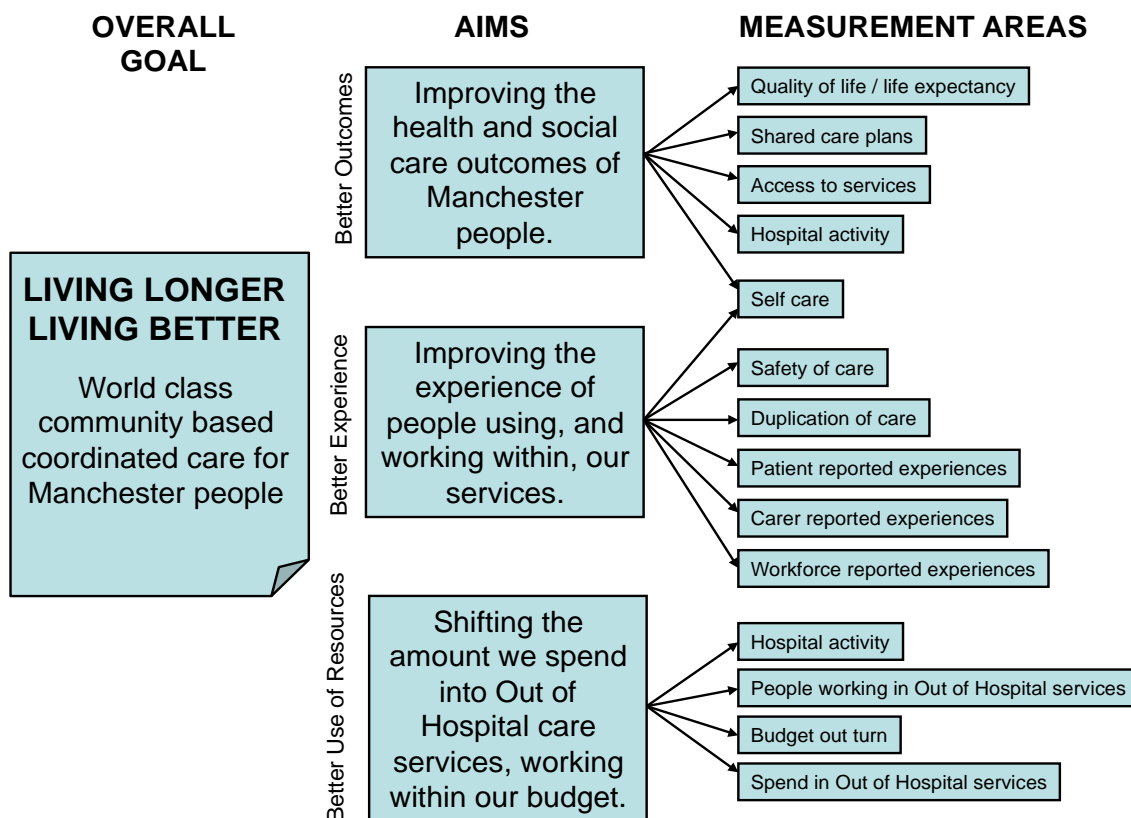 OVERALL
GOAL
AIMS
MEASUREMENT AREAS
LIVING LONGER
LIVING BETTER
World class
community based
coordinated care for
Manchester people
Better Outcomes
Improving the
health and social
care outcomes of
Manchester
people.
Quality of life / life expectancy
Shared care plans
Access to services
Hospital activity
Self care
Better Experience
Improving the
experience of
people using, and
working within, our
services.
Safety of care
Duplication of care
Patient reported experiences
Carer reported experiences
Workforce reported experiences
Better Use of Resources
Shifting the
amount we spend
into Out of
Hospital care
services, working
within our budget.
Hospital activity
People working in Out of Hospital services
Budget out turn
Spend in Out of Hospital services